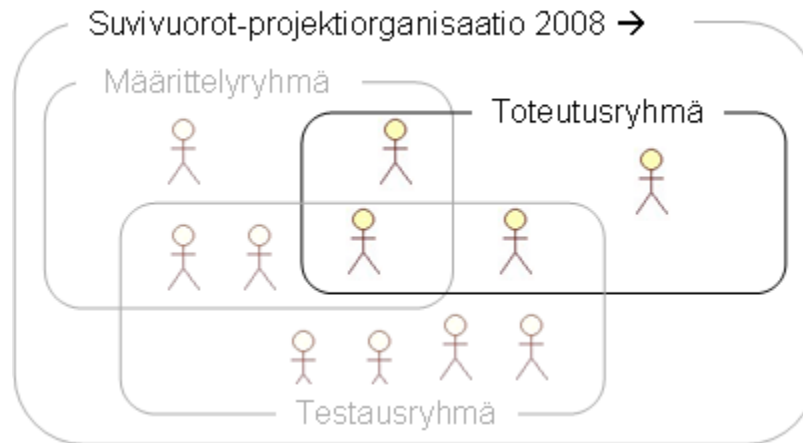 Suvivuorot-projektiorganisaatio 2008 →
Määrittelyryhmä
Toteutusryhmä
Testausryhmä